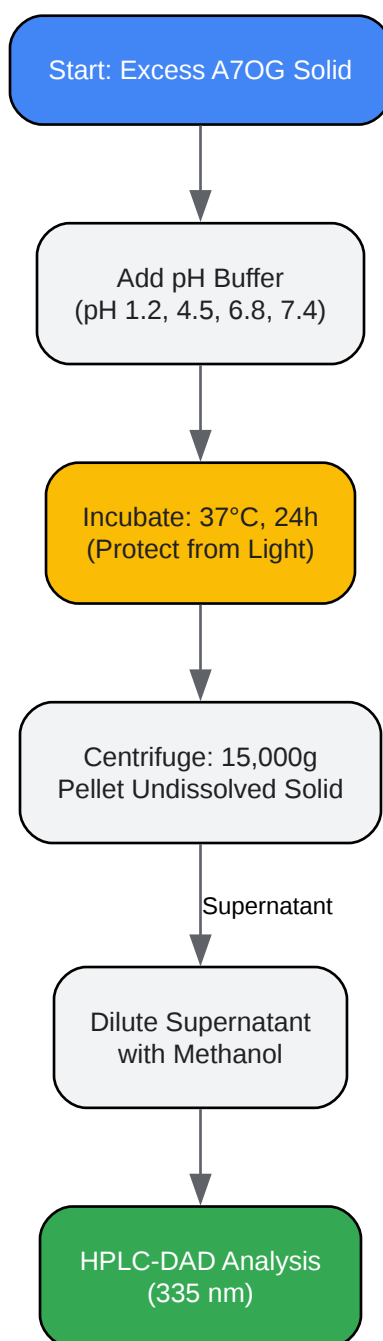 Start: Excess A7OG Solid
Add pH Buffer
(pH 1.2, 4.5, 6.8, 7.4)
Incubate: 37°C, 24h
(Protect from Light)
Centrifuge: 15,000g
Pellet Undissolved Solid
Supernatant
Dilute Supernatant
with Methanol
HPLC-DAD Analysis
(335 nm)